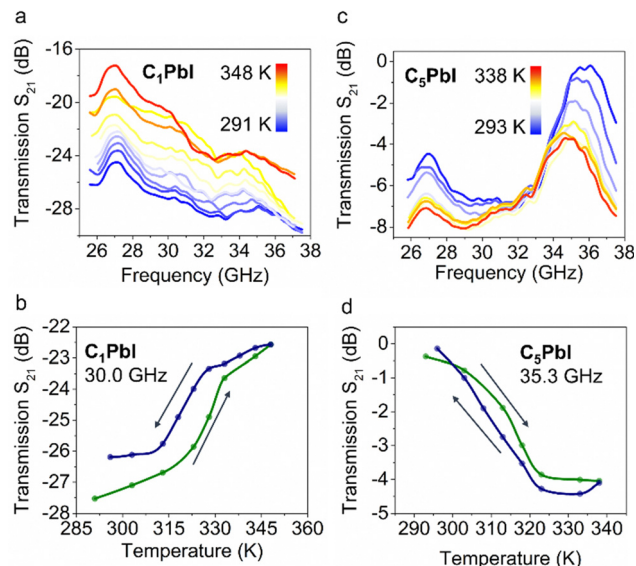 a
Transmission S21 (dB)
-16
-20
-24
-28
C1PbI
348 K
291 K
26 28 30 32 34 36 38
Frequency (GHz)
c
Transmission S21 (dB)
0
-2
-4
-6
-8
C5PbI
338 K
293 K
26 28 30 32 34 36 38
Frequency (GHz)
b
Transmission S21 (dB)
-22
-23
-24
-25
-26
-27
-28
C1PbI
30.0 GHz
285 300 315 330 345 360
Temperature (K)
d
Transmission S21 (dB)
0
-1
-2
-3
-4
-5
C5PbI
35.3 GHz
290 300 310 320 330 340
Temperature (K)